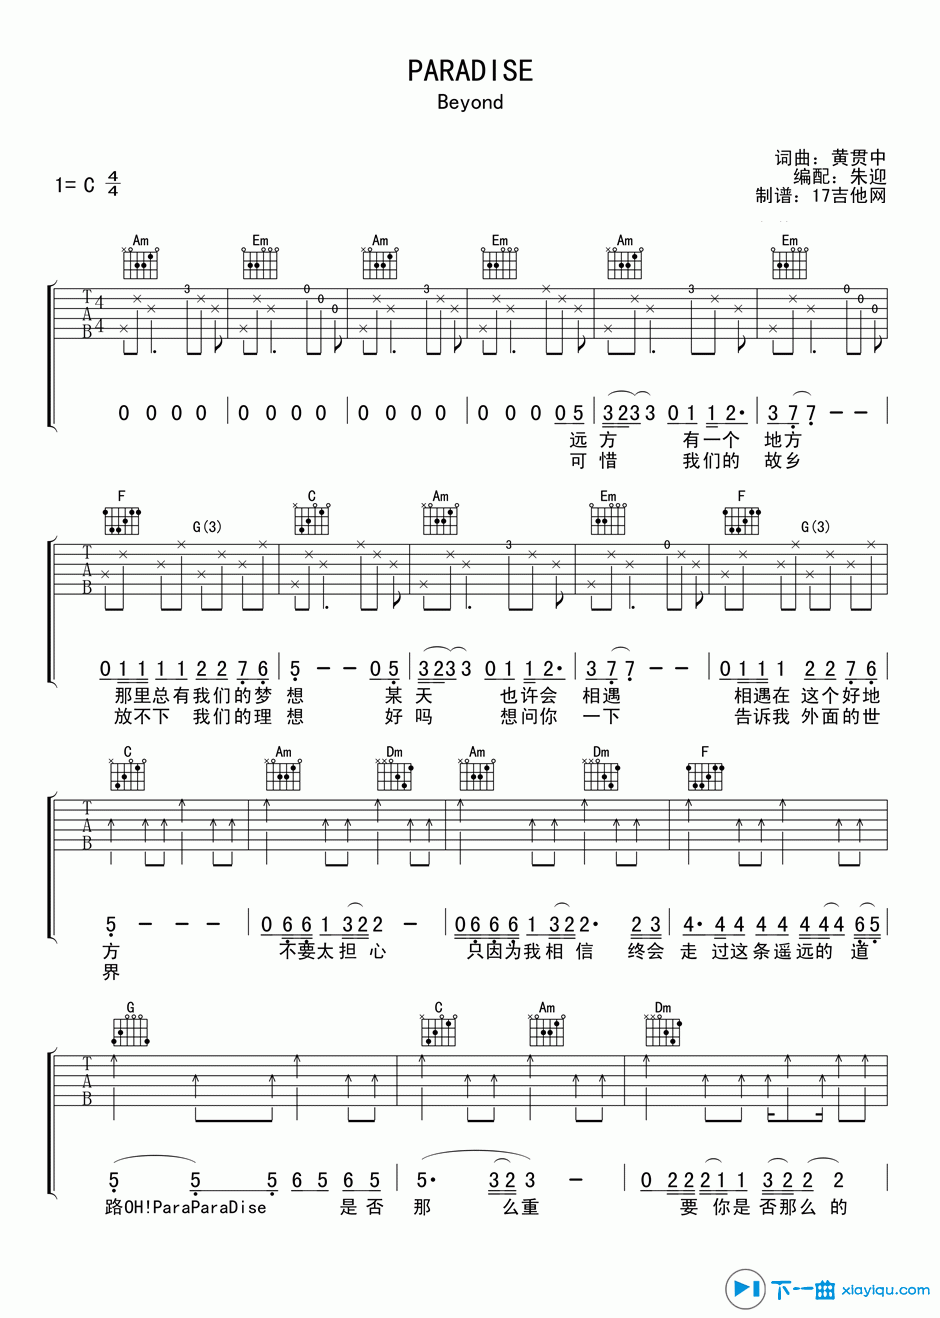 PARADISE
Beyond
词曲：黄贯中
编配：朱迎
制谱：17吉他网
1= C 4/4
Am Em Am Em Am Em
T 4 3 0 0 0 3 3 0 0 0
A
B 4
0 0 0 0 0 0 0 0 0 0 0 0 0 0 0 0 5 3 2 3 3 0 1 1 2· 3 7 7 - -
远 方 有一个 地方
可 惜 我们的 故乡
F G(3) C Am Em F G(3)
T 3 0
A
B
0 1 1 1 1 1 2 2 7 6 5 - - 0 5 3 2 3 3 0 1 1 2· 3 7 7 - - 0 1 1 1 2 2 7 6
那里总有我们的梦 想 某 天 也许会 相遇 相遇在 这个好地
放不下 我们的理 想 好 吗 想问你 一下 告诉我 外面的世
C Am Dm Am Dm F
T
A
B
5 - - - 0 6 6 1 3 2 2 - 0 6 6 6 1 3 2 2· 2 3 4· 4 4 4 4 4 4 4 6 5
方 不要太担 心 只因为我相信 终会 走 过这条遥远的 道
界
G C Am Dm
T
A
B
5 5 5 6 5 6 5 5· 3 2 5 0 2 2 2 1 1 3 2 2 2 2
路OH!ParaParaDise 是 否 那 么重 要 你是 否那么 的
下一曲 xiayiqu.com